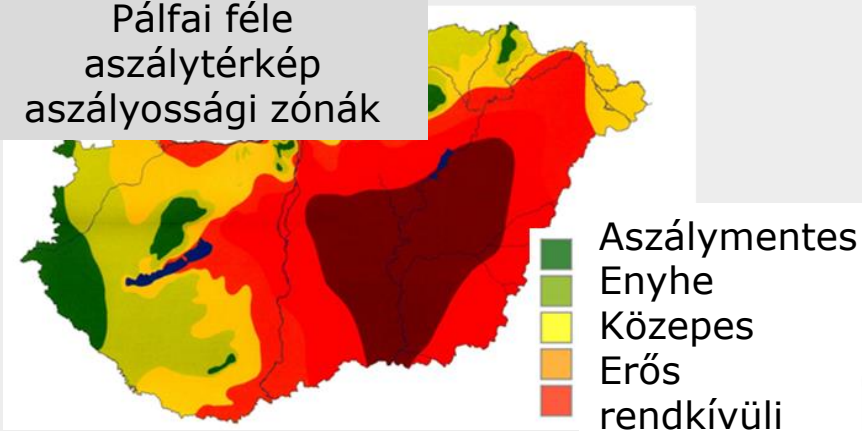 Pálfai féle
aszálytérkép
aszályossági zónák
Aszálymentes
Enyhe
Közepes
Erős
rendkívüli